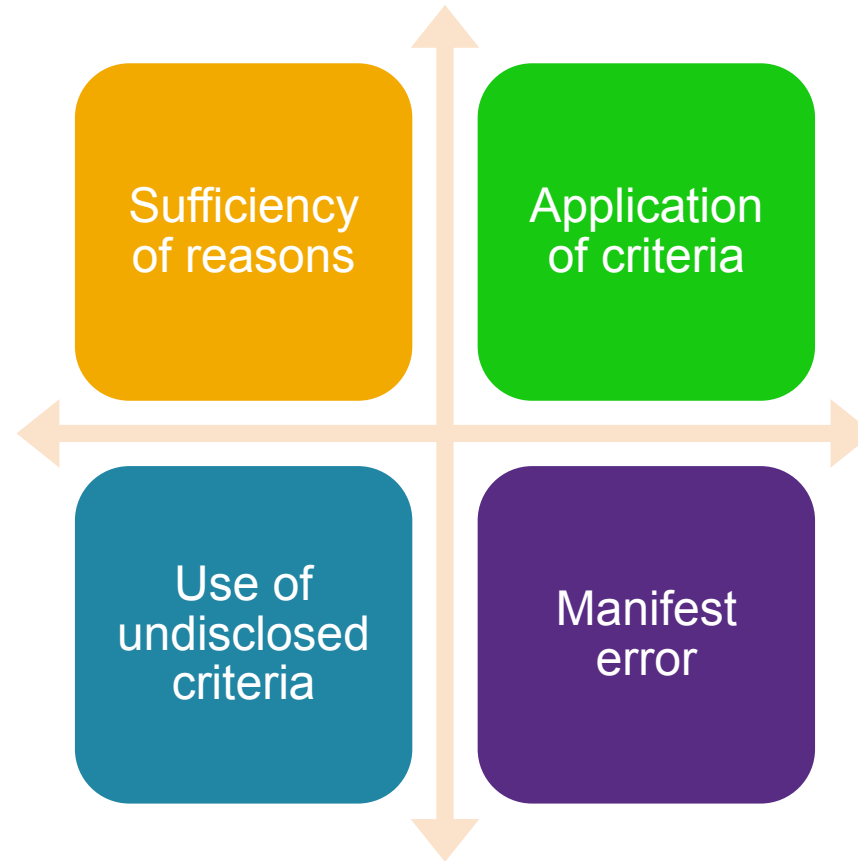 Sufficiency
of reasons
Application
of criteria
Use of
undisclosed
criteria
Manifest
error